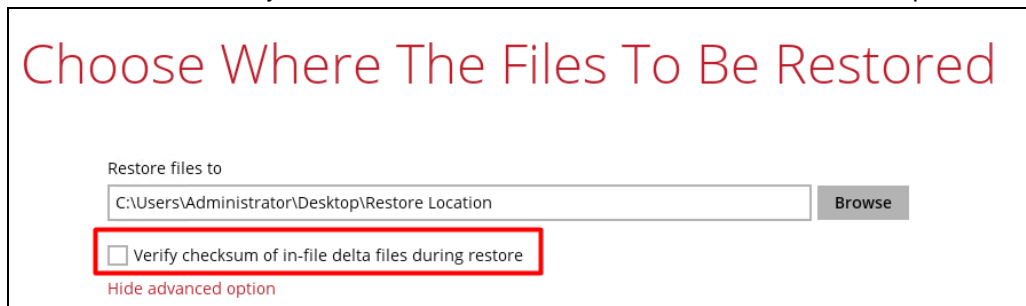 Choose Where The Files To Be Restored
Restore files to
C:\Users\Administrator\Desktop\Restore Location
Browse
Verify checksum of in-file delta files during restore
Hide advanced option